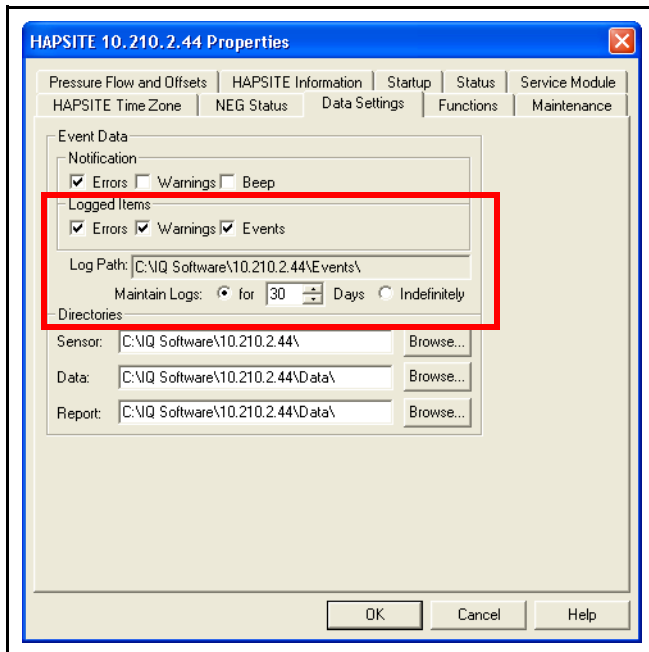 HAPSITE 10.210.2.44 Properties
Pressure Flow and Offsets HAPSITE Information Startup Status Service Module
HAPSITE Time Zone NEG Status Data Settings Functions Maintenance
Event Data
Notification
Errors Warnings Beep
Logged Items
Errors Warnings Events
Log Path: C:\IQ Software\10.210.2.44\Events\
Maintain Logs: for 30 Days Indefinitely
Directories
Sensor: C:\IQ Software\10.210.2.44\ Browse...
Data: C:\IQ Software\10.210.2.44\Data\ Browse...
Report: C:\IQ Software\10.210.2.44\Data\ Browse...
OK Cancel Help